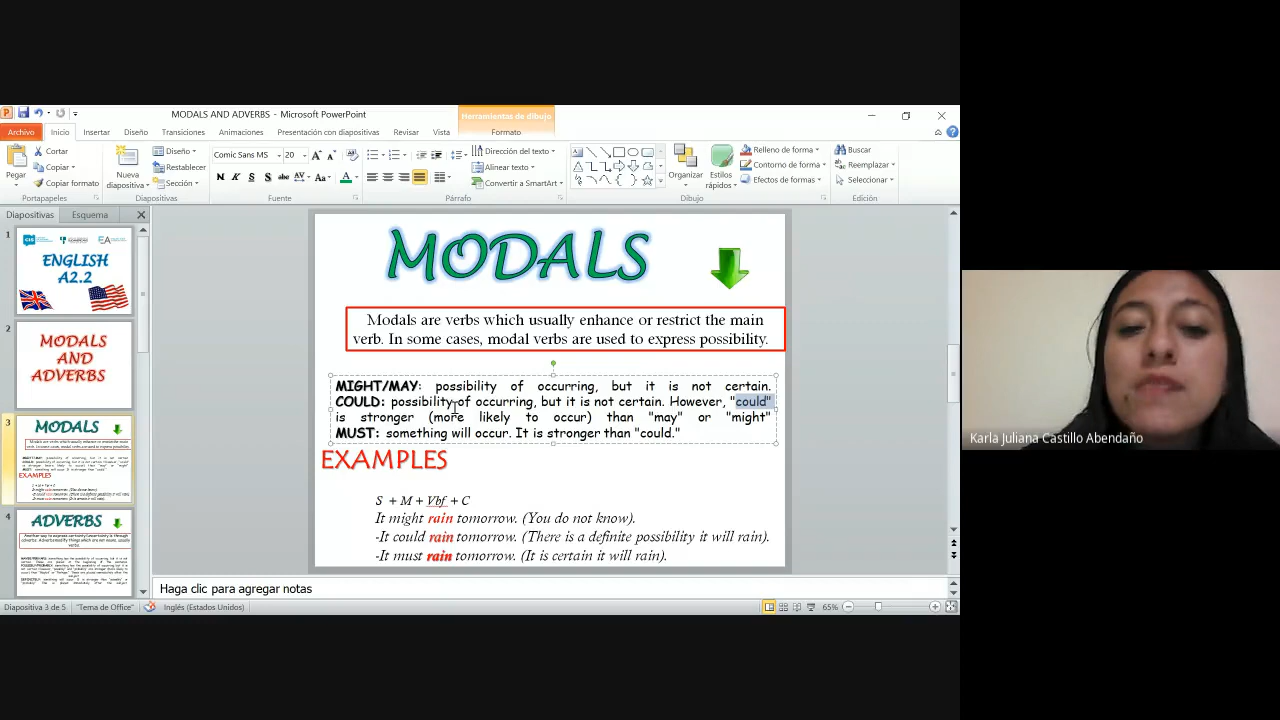 MODALS AND ADVERBS - Microsoft PowerPoint
Herramientas de dibujo
Archivo Inicio Insertar Diseño Transiciones Animaciones Presentación con diapositivas Revisar Vista Formato
Pegar
Cortar
Copiar
Copiar formato
Portapapeles
Nueva diapositiva
Diseño
Restablecer
Sección
Diapositivas
Comic Sans MS 20
N K S S abc AV Aa A
Fuente
Dirección del texto
Alinear texto
Convertir a SmartArt
Párrafo
Organizar
Estilos rápidos
Relleno de forma
Contorno de forma
Efectos de formas
Dibujo
Buscar
Reemplazar
Seleccionar
Edición
Diapositivas Esquema
1
ENGLISH
A2.2
2
MODALS
AND
ADVERBS
3
MODALS
EXAMPLES
4
ADVERBS
MODALS
Modals are verbs which usually enhance or restrict the main
verb. In some cases, modal verbs are used to express possibility.
MIGHT/MAY: possibility of occurring, but it is not certain.
COULD: possibility of occurring, but it is not certain. However, "could"
is stronger (more likely to occur) than "may" or "might"
MUST: something will occur. It is stronger than "could."
EXAMPLES
S + M + Vbf + C
It might rain tomorrow. (You do not know).
-It could rain tomorrow. (There is a definite possibility it will rain).
-It must rain tomorrow. (It is certain it will rain).
Haga clic para agregar notas
Diapositiva 3 de 5 "Tema de Office" Inglés (Estados Unidos) 65%
Karla Juliana Castillo Abendaño